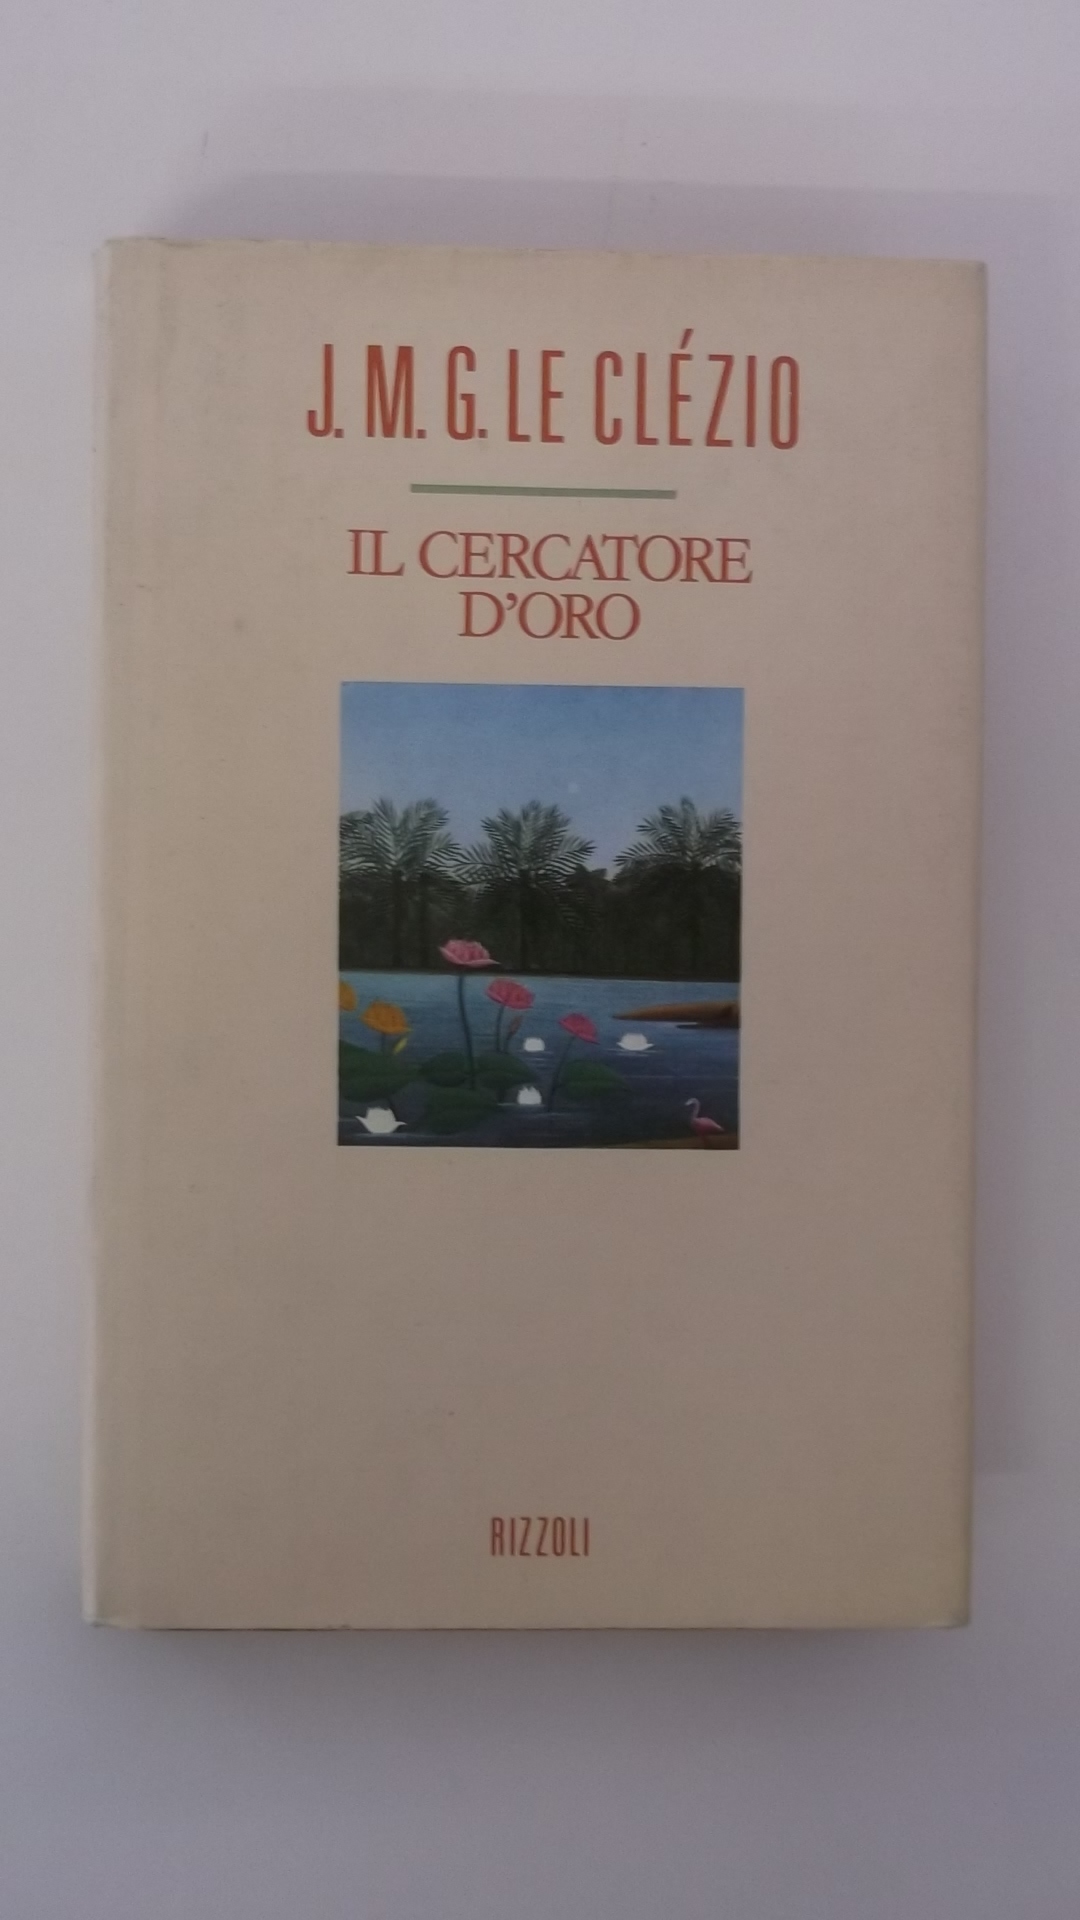 J. M. G. LE CLÉZIO
IL CERCATORE
D'ORO
RIZZOLI